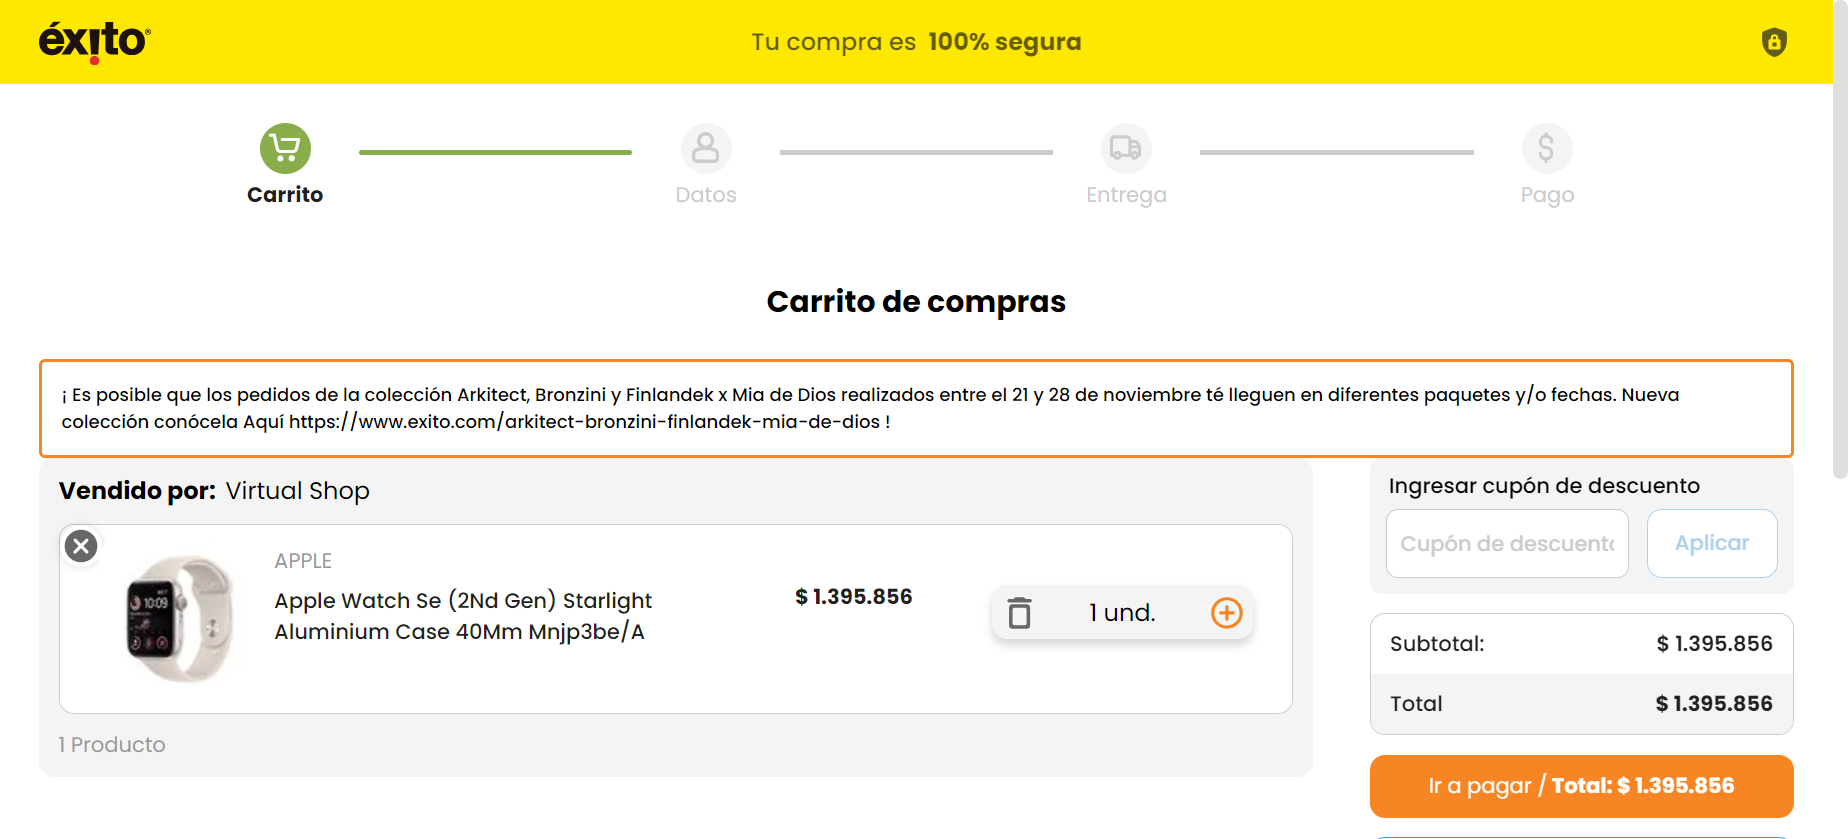 éxito
Tu compra es 100% segura
Carrito
Datos
Entrega
Pago
Carrito de compras
¡ Es posible que los pedidos de la colección Arkitect, Bronzini y Finlandek x Mia de Dios realizados entre el 21 y 28 de noviembre té lleguen en diferentes paquetes y/o fechas. Nueva
colección conócela Aquí https://www.exito.com/arkitect-bronzini-finlandek-mia-de-dios !
Vendido por: Virtual Shop
APPLE
Apple Watch Se (2Nd Gen) Starlight
Aluminium Case 40Mm Mnjp3be/A
$ 1.395.856
1 und.
10:09
1 Producto
Ingresar cupón de descuento
Cupón de descuento
Aplicar
Subtotal: $ 1.395.856
Total $ 1.395.856
Ir a pagar / Total: $ 1.395.856